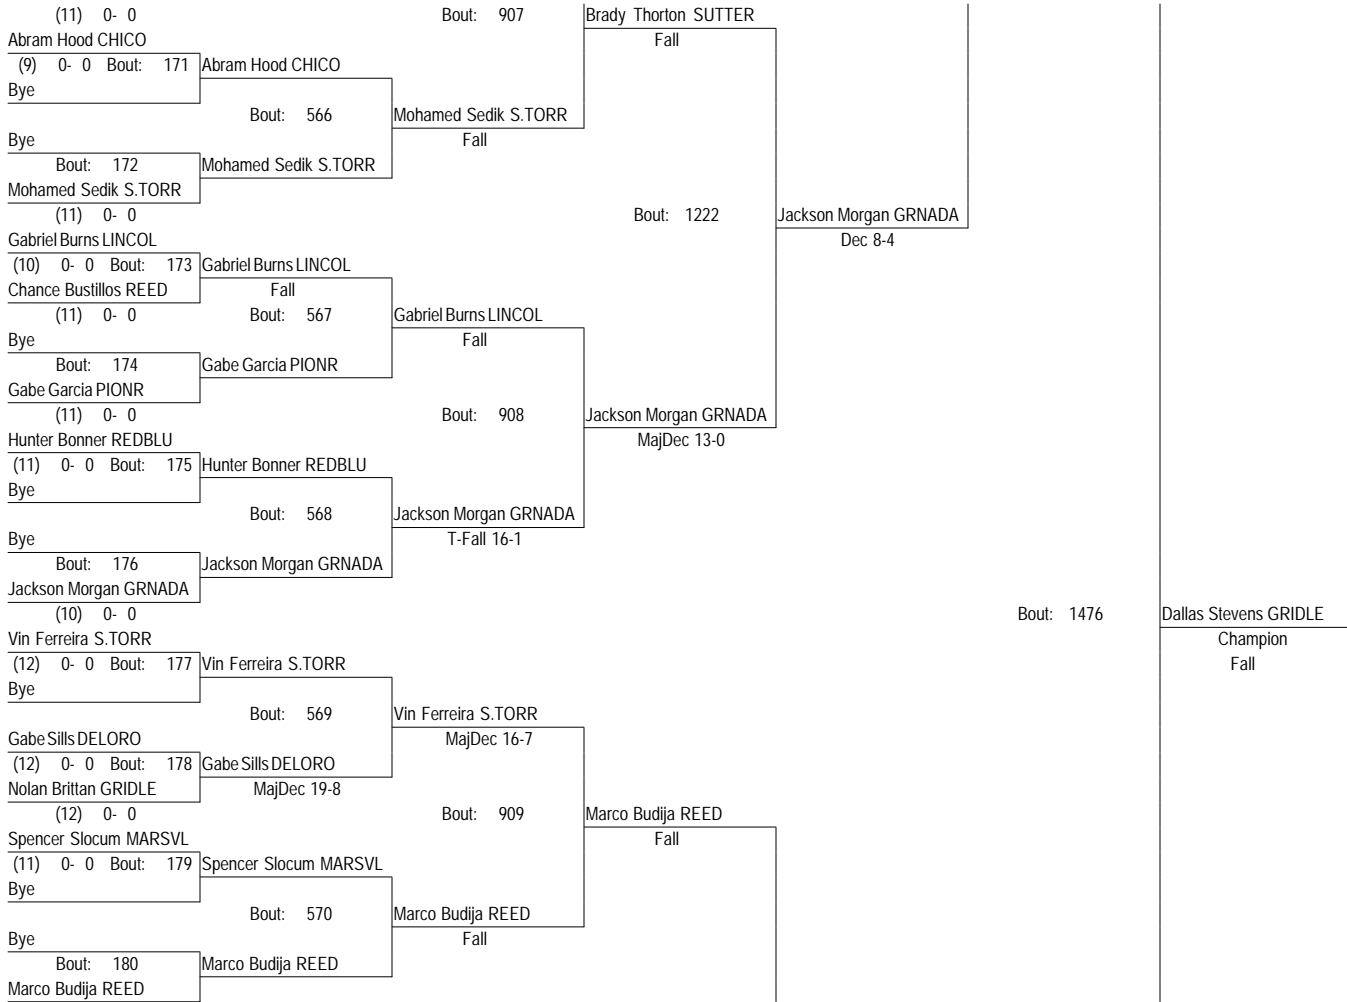 (11) 0- 0 Bout: 907 Brady Thorton SUTTER
Abram Hood CHICO Fall
(9) 0- 0 Bout: 171 Abram Hood CHICO
Bye
Bout: 566 Mohamed Sedik S.TORR
Bye Fall
Bout: 172 Mohamed Sedik S.TORR
Mohamed Sedik S.TORR
(11) 0- 0 Bout: 1222 Jackson Morgan GRNADA
Gabriel Burns LINCOL Dec 8-4
(10) 0- 0 Bout: 173 Gabriel Burns LINCOL
Chance Bustillos REED Fall
(11) 0- 0 Bout: 567 Gabriel Burns LINCOL
Bye Fall
Bout: 174 Gabe Garcia PIONR
Gabe Garcia PIONR
(11) 0- 0 Bout: 908 Jackson Morgan GRNADA
Hunter Bonner REDBLU MajDec 13-0
(11) 0- 0 Bout: 175 Hunter Bonner REDBLU
Bye
Bout: 568 Jackson Morgan GRNADA
Bye T-Fall 16-1
Bout: 176 Jackson Morgan GRNADA
Jackson Morgan GRNADA
(10) 0- 0 Bout: 1476 Dallas Stevens GRIDLE
Vin Ferreira S.TORR Champion
(12) 0- 0 Bout: 177 Vin Ferreira S.TORR Fall
Bye
Bout: 569 Vin Ferreira S.TORR
Gabe Sills DELORO MajDec 16-7
(12) 0- 0 Bout: 178 Gabe Sills DELORO
Nolan Brittan GRIDLE MajDec 19-8
(12) 0- 0 Bout: 909 Marco Budija REED
Spencer Slocum MARSVL Fall
(11) 0- 0 Bout: 179 Spencer Slocum MARSVL
Bye
Bout: 570 Marco Budija REED
Bye Fall
Bout: 180 Marco Budija REED
Marco Budija REED